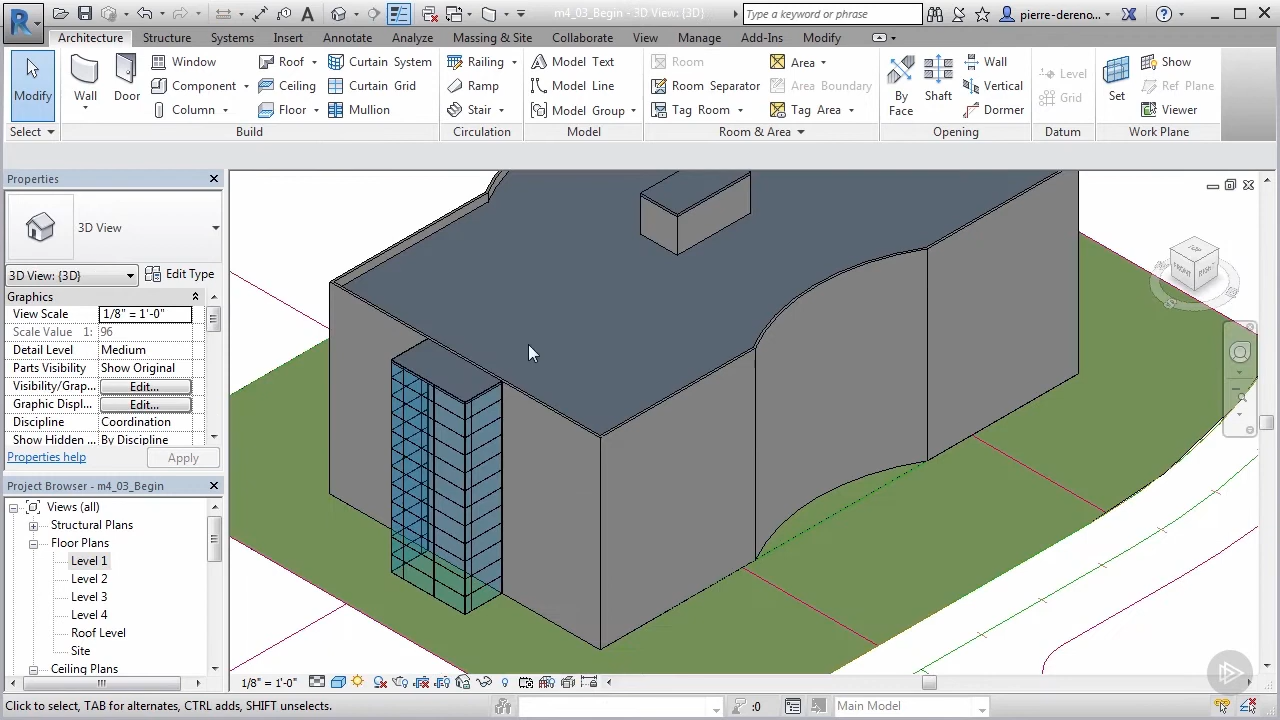 m4_03_Begin - 3D View: {3D}
Type a keyword or phrase
pierre-dereno...
Architecture Structure Systems Insert Annotate Analyze Massing & Site Collaborate View Manage Add-Ins Modify
Modify
Select
Wall
Door
Window
Component
Column
Roof
Ceiling
Floor
Curtain System
Curtain Grid
Mullion
Build
Railing
Ramp
Stair
Circulation
Model Text
Model Line
Model Group
Model
Room
Room Separator
Tag Room
Area
Area Boundary
Tag Area
Room & Area
By
Face
Shaft
Wall
Vertical
Dormer
Opening
Level
Grid
Datum
Set
Show
Ref Plane
Viewer
Work Plane
Properties
3D View
3D View: {3D}
Edit Type
Graphics
View Scale 1/8" = 1'-0"
Scale Value 1: 96
Detail Level Medium
Parts Visibility Show Original
Visibility/Grap... Edit...
Graphic Displ... Edit...
Discipline Coordination
Show Hidden ... By Discipline
Properties help
Apply
Project Browser - m4_03_Begin
Views (all)
Structural Plans
Floor Plans
Level 1
Level 2
Level 3
Level 4
Roof Level
Site
Ceiling Plans
TOP
FRONT
RIGHT
1/8" = 1'-0"
Click to select, TAB for alternates, CTRL adds, SHIFT unselects.
:0
Main Model